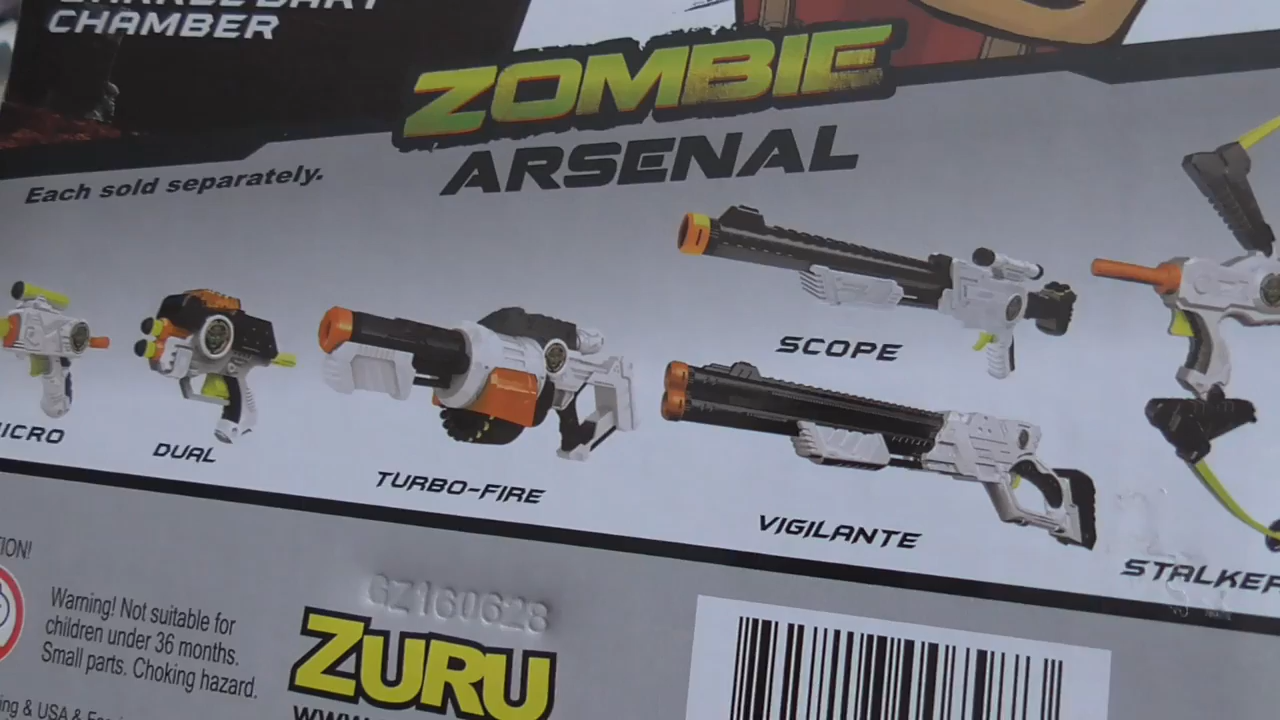 CHAMBER
ZOMBIE
ARSENAL
Each sold separately.
SCOPE
DUAL
TURBO-FIRE
VIGILANTE
STALKER
Warning! Not suitable for
children under 36 months.
Small parts. Choking hazard.
GZ160628
ZURU